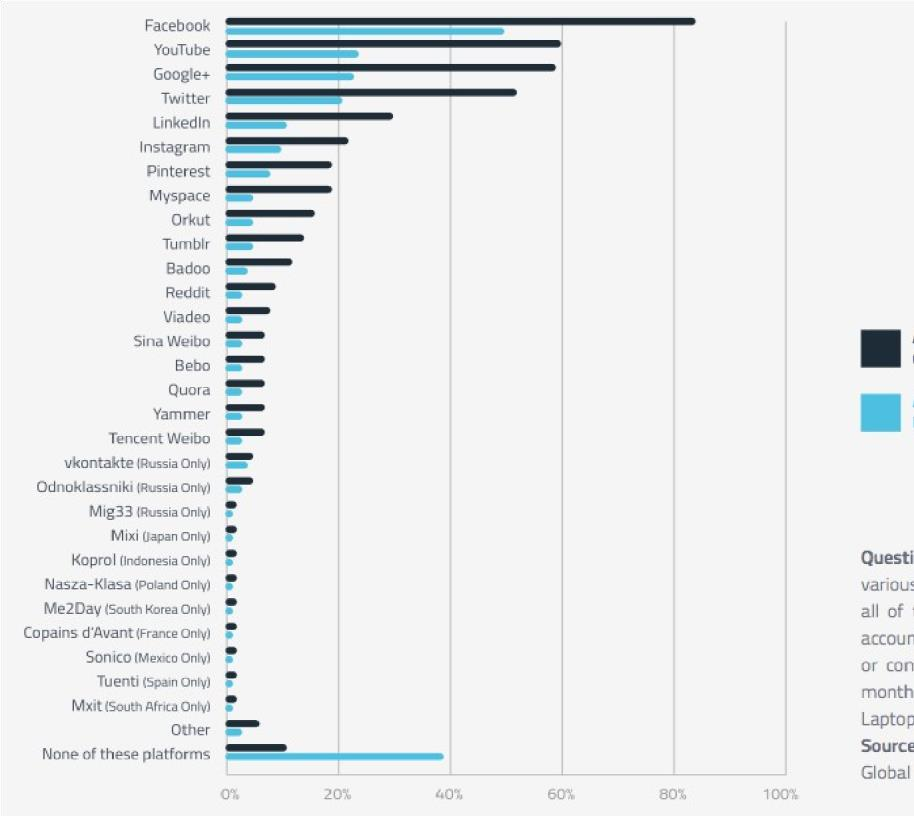 Facebook
YouTube
Google+
Twitter
LinkedIn
Instagram
Pinterest
Myspace
Orkut
Tumblr
Badoo
Reddit
Viadeo
Sina Weibo
Bebo
Quora
Yammer
Tencent Weibo
vkontakte (Russia Only)
Odnoklassniki (Russia Only)
Mig33 (Russia Only)
Mixi (Japan Only)
Koprol (Indonesia Only)
Nasza-Klasa (Poland Only)
Me2Day (South Korea Only)
Copains d'Avant (France Only)
Sonico (Mexico Only)
Tuenti (Spain Only)
Mxit (South Africa Only)
Other
None of these platforms
0% 20% 40% 60% 80% 100%
Questi
various
all of
accoun
or con
month
Laptop
Source
Global